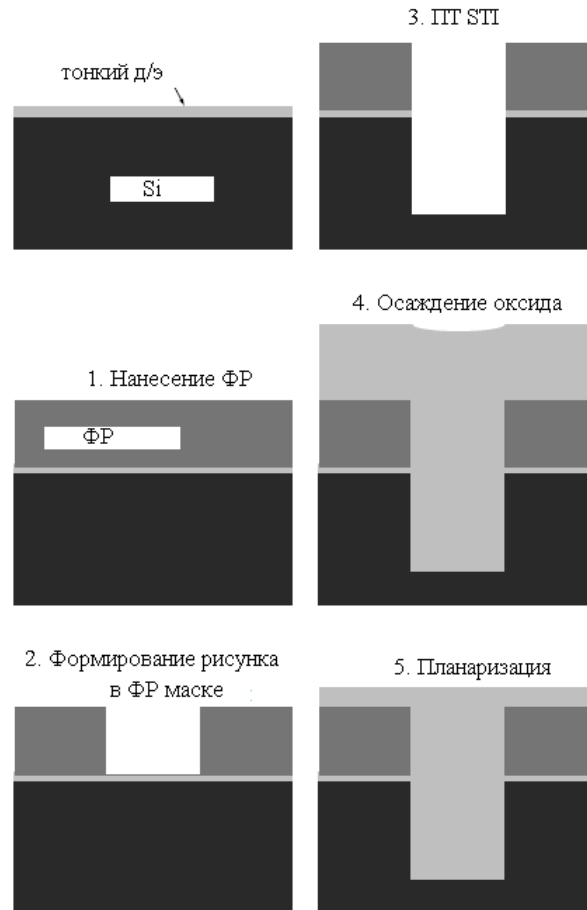 тонкий д/э
Si
1. Нанесение ФР
ФР
2. Формирование рисунка
в ФР маске
3. ПТ STI
4. Осаждение оксида
5. Планаризация